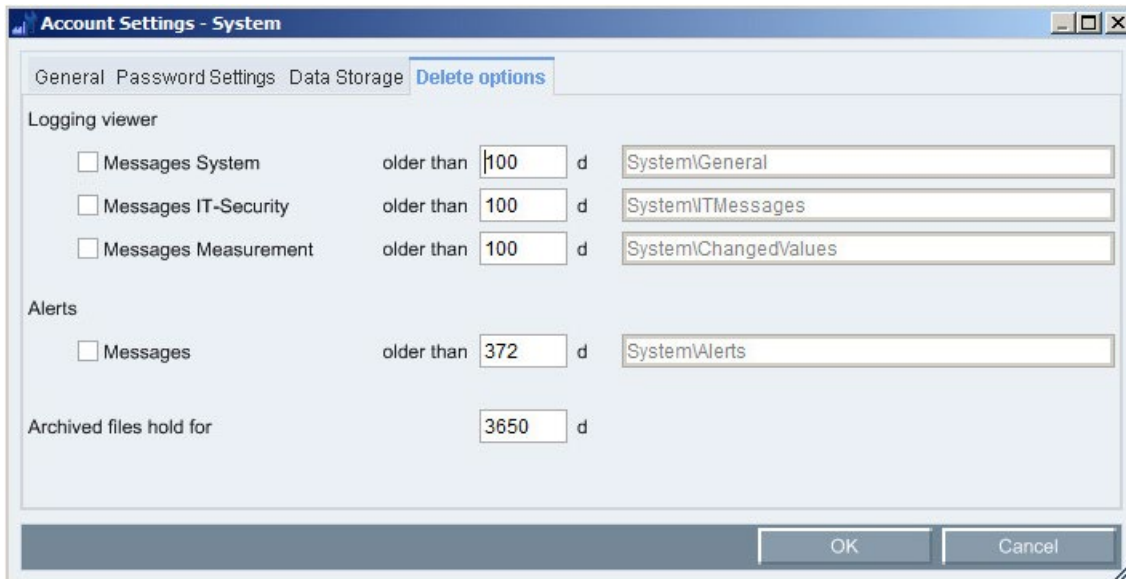 Account Settings - System
General Password Settings Data Storage Delete options
Logging viewer
Messages System older than 100 d System\General
Messages IT-Security older than 100 d System\ITMessages
Messages Measurement older than 100 d System\ChangedValues
Alerts
Messages older than 372 d System\Alerts
Archived files hold for 3650 d
OK Cancel